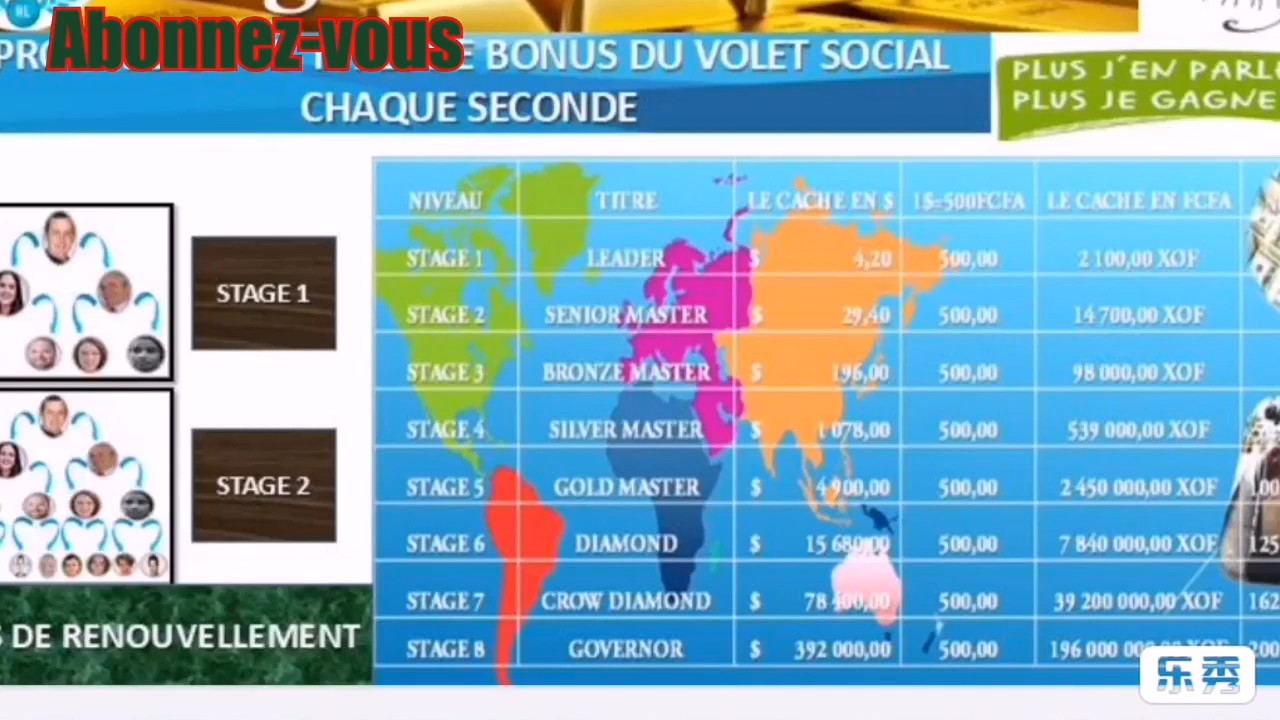 Abonnez-vous
BONUS DU VOLET SOCIAL
CHAQUE SECONDE
PLUS J'EN PARLE
PLUS JE GAGNE
NIVEAU TITRE LE CACHE EN $ 1$=500FCFA LE CACHE EN FCFA
STAGE 1 LEADER $ 4,20 500,00 2 100,00 XOF
STAGE 2 SENIOR MASTER $ 29,40 500,00 14 700,00 XOF
STAGE 3 BRONZE MASTER $ 196,00 500,00 98 000,00 XOF
STAGE 4 SILVER MASTER $ 1 078,00 500,00 539 000,00 XOF
STAGE 5 GOLD MASTER $ 4 900,00 500,00 2 450 000,00 XOF
STAGE 6 DIAMOND $ 15 680,00 500,00 7 840 000,00 XOF
STAGE 7 CROW DIAMOND $ 78 400,00 500,00 39 200 000,00 XOF
STAGE 8 GOVERNOR $ 392 000,00 500,00
STAGE 1
STAGE 2
DE RENOUVELLEMENT
乐秀